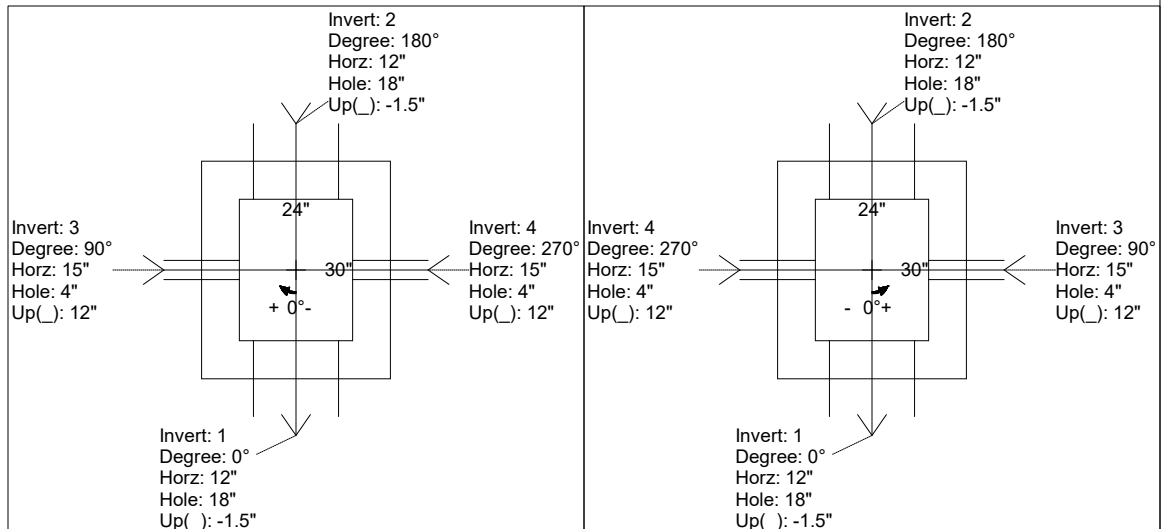 Invert: 2
Degree: 180°
Horz: 12"
Hole: 18"
Up(_): -1.5"
24"
Invert: 3
Degree: 90°
Horz: 15"
Hole: 4"
Up(_): 12"
30"
+ 0°-
Invert: 4
Degree: 270°
Horz: 15"
Hole: 4"
Up(_): 12"
Invert: 1
Degree: 0°
Horz: 12"
Hole: 18"
Up(_): -1.5"
Invert: 2
Degree: 180°
Horz: 12"
Hole: 18"
Up(_): -1.5"
24"
Invert: 4
Degree: 270°
Horz: 15"
Hole: 4"
Up(_): 12"
30"
- 0°+
Invert: 3
Degree: 90°
Horz: 15"
Hole: 4"
Up(_): 12"
Invert: 1
Degree: 0°
Horz: 12"
Hole: 18"
Up(_): -1.5"